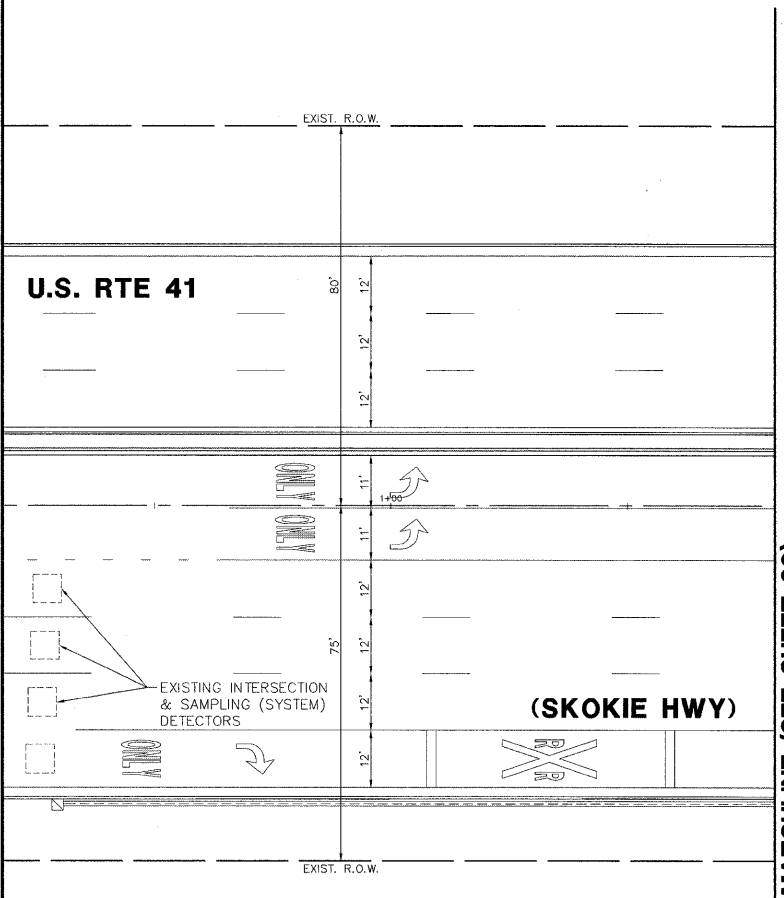 EXIST. R.O.W.
U.S. RTE 41
80'
12'
12'
12'
ONLY
11'
1+00
ONLY
11'
12'
75'
12'
EXISTING INTERSECTION
& SAMPLING (SYSTEM)
DETECTORS
12'
(SKOKIE HWY)
ONLY
12'
R R
EXIST. R.O.W.